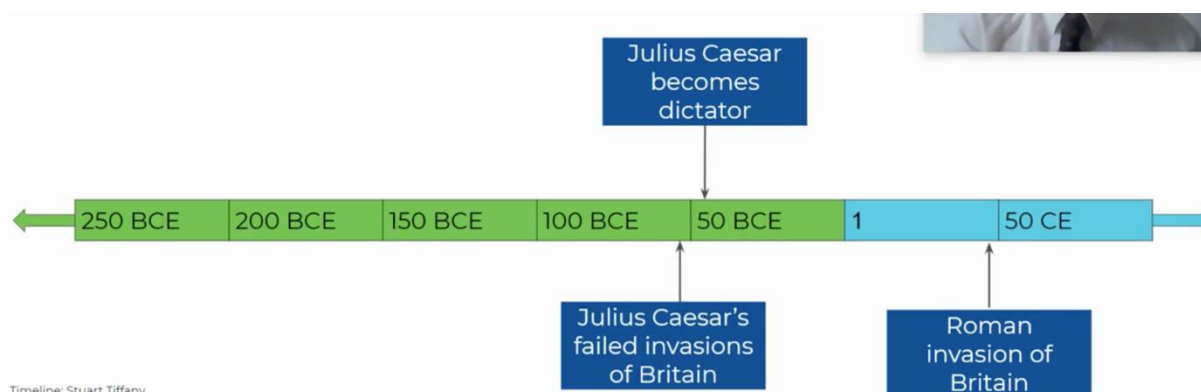 Julius Caesar
becomes
dictator
250 BCE
200 BCE
150 BCE
100 BCE
50 BCE
1
50 CE
Julius Caesar's
failed invasions
of Britain
Roman
invasion of
Britain
Timeline: Stuart Tiffany